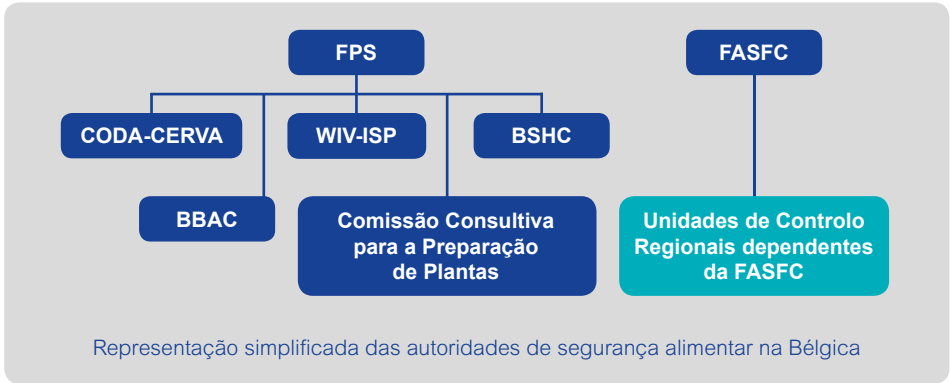 FPS
FASFC
CODA-CERVA
WIV-ISP
BSHC
BBAC
Comissão Consultiva
para a Preparação
de Plantas
Unidades de Controlo
Regionais dependentes
da FASFC
Representação simplificada das autoridades de segurança alimentar na Bélgica